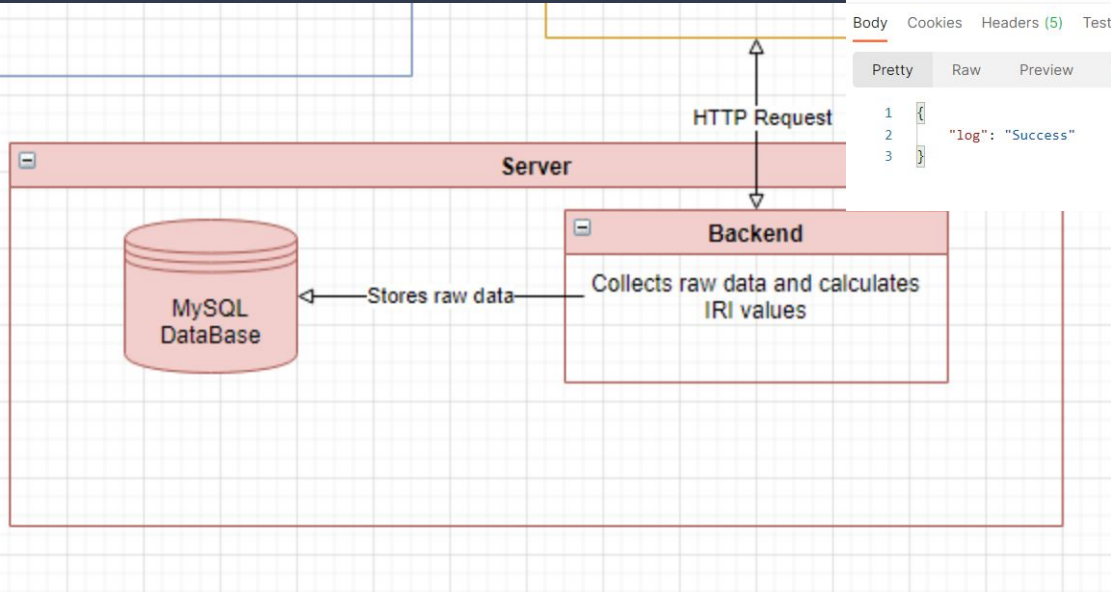 Body Cookies Headers (5) Test
Pretty Raw Preview
1 {
2 "log": "Success"
3 }
HTTP Request
Server
Backend
Collects raw data and calculates
IRI values
Stores raw data
MySQL
DataBase